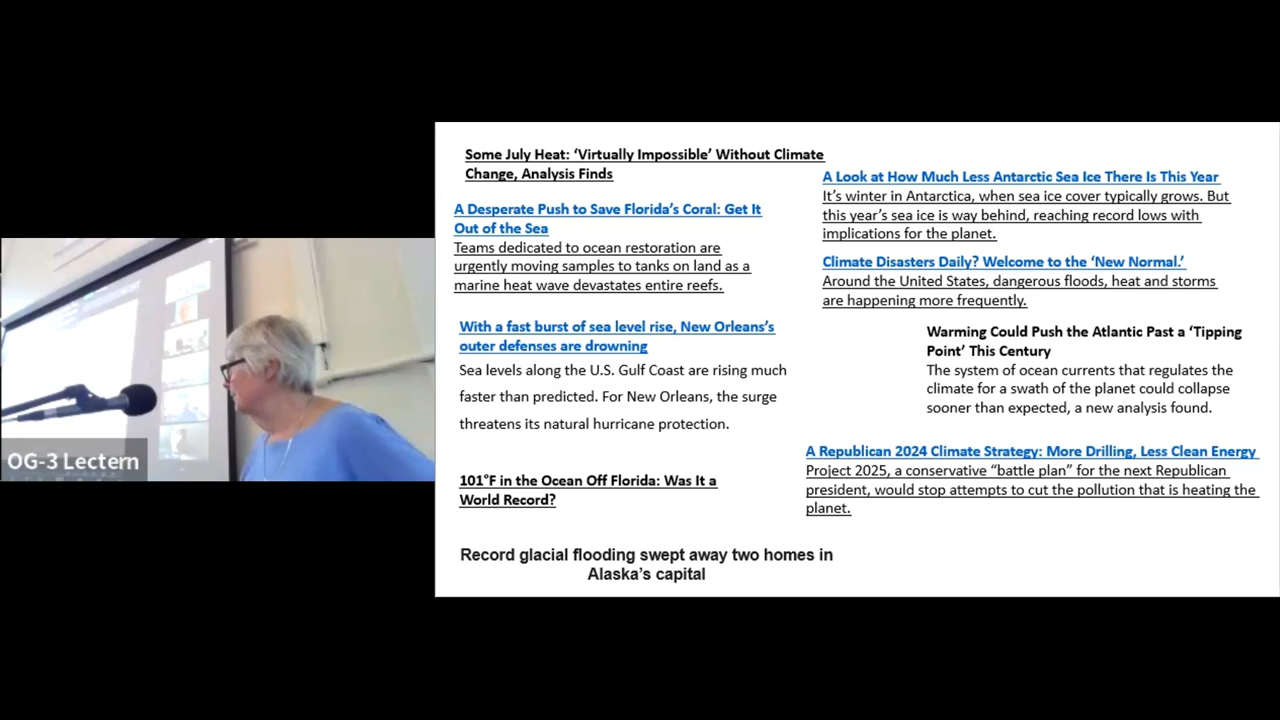 OG-3 Lectern
Some July Heat: ‘Virtually Impossible’ Without Climate
Change, Analysis Finds
A Desperate Push to Save Florida’s Coral: Get It
Out of the Sea
Teams dedicated to ocean restoration are
urgently moving samples to tanks on land as a
marine heat wave devastates entire reefs.
With a fast burst of sea level rise, New Orleans’s
outer defenses are drowning
Sea levels along the U.S. Gulf Coast are rising much
faster than predicted. For New Orleans, the surge
threatens its natural hurricane protection.
101°F in the Ocean Off Florida: Was It a
World Record?
Record glacial flooding swept away two homes in
Alaska’s capital
A Look at How Much Less Antarctic Sea Ice There Is This Year
It’s winter in Antarctica, when sea ice cover typically grows. But
this year’s sea ice is way behind, reaching record lows with
implications for the planet.
Climate Disasters Daily? Welcome to the ‘New Normal.’
Around the United States, dangerous floods, heat and storms
are happening more frequently.
Warming Could Push the Atlantic Past a ‘Tipping
Point’ This Century
The system of ocean currents that regulates the
climate for a swath of the planet could collapse
sooner than expected, a new analysis found.
A Republican 2024 Climate Strategy: More Drilling, Less Clean Energy
Project 2025, a conservative “battle plan” for the next Republican
president, would stop attempts to cut the pollution that is heating the
planet.